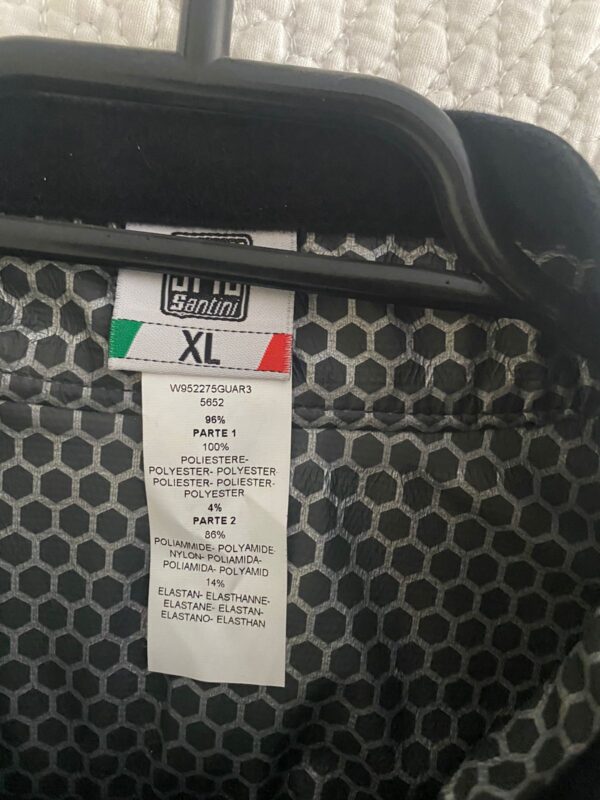 Santini
XL
W952275GUAR3
5652
96%
PARTE 1
100%
POLIESTERE-
POLYESTER- POLYESTER
POLIESTER- POLIESTER-
POLYESTER
4%
PARTE 2
86%
POLIAMMIDE- POLYAMIDE
NYLON- POLIAMIDA-
POLIAMIDA- POLYAMID
14%
ELASTAN- ELASTHANNE-
ELASTANE- ELASTAN-
ELASTANO- ELASTHAN